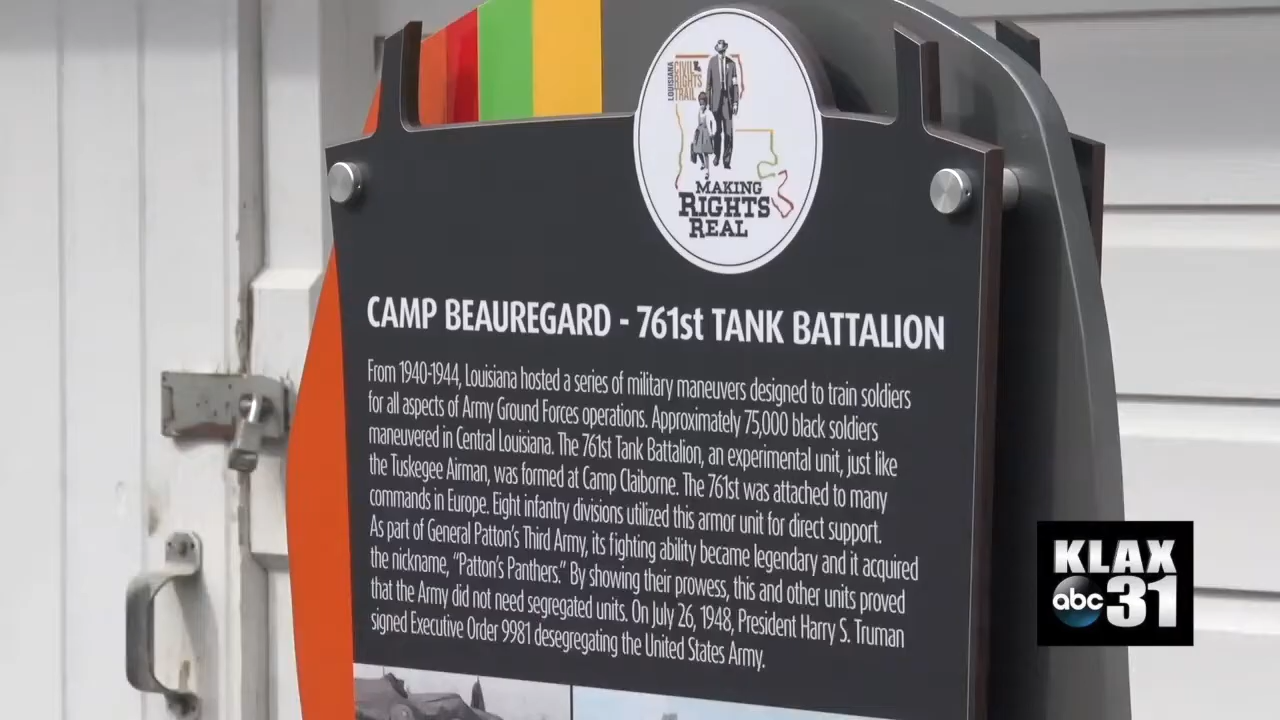 LOUISIANA
CIVIL
RIGHTS
TRAIL
MAKING
RIGHTS
REAL
CAMP BEAUREGARD - 761st TANK BATTALION
From 1940-1944, Louisiana hosted a series of military maneuvers designed to train soldiers
for all aspects of Army Ground Forces operations. Approximately 75,000 black soldiers
maneuvered in Central Louisiana. The 761st Tank Battalion, an experimental unit, just like
the Tuskegee Airman, was formed at Camp Claiborne. The 761st was attached to many
commands in Europe. Eight infantry divisions utilized this armor unit for direct support.
As part of General Patton's Third Army, its fighting ability became legendary and it acquired
the nickname, "Patton's Panthers." By showing their prowess, this and other units proved
that the Army did not need segregated units. On July 26, 1948, President Harry S. Truman
signed Executive Order 9981 desegregating the United States Army.
KLAX
abc 31